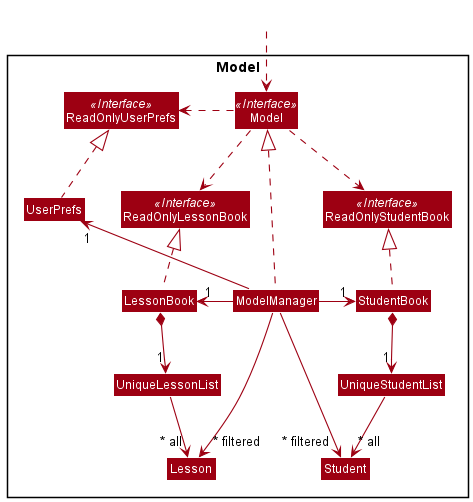 Model
«Interface»
ReadOnlyUserPrefs
«Interface»
Model
UserPrefs
«Interface»
ReadOnlyLessonBook
«Interface»
ReadOnlyStudentBook
1
LessonBook
1
ModelManager
1
StudentBook
1
1
UniqueLessonList
UniqueStudentList
* all
* filtered
* filtered
* all
Lesson
Student